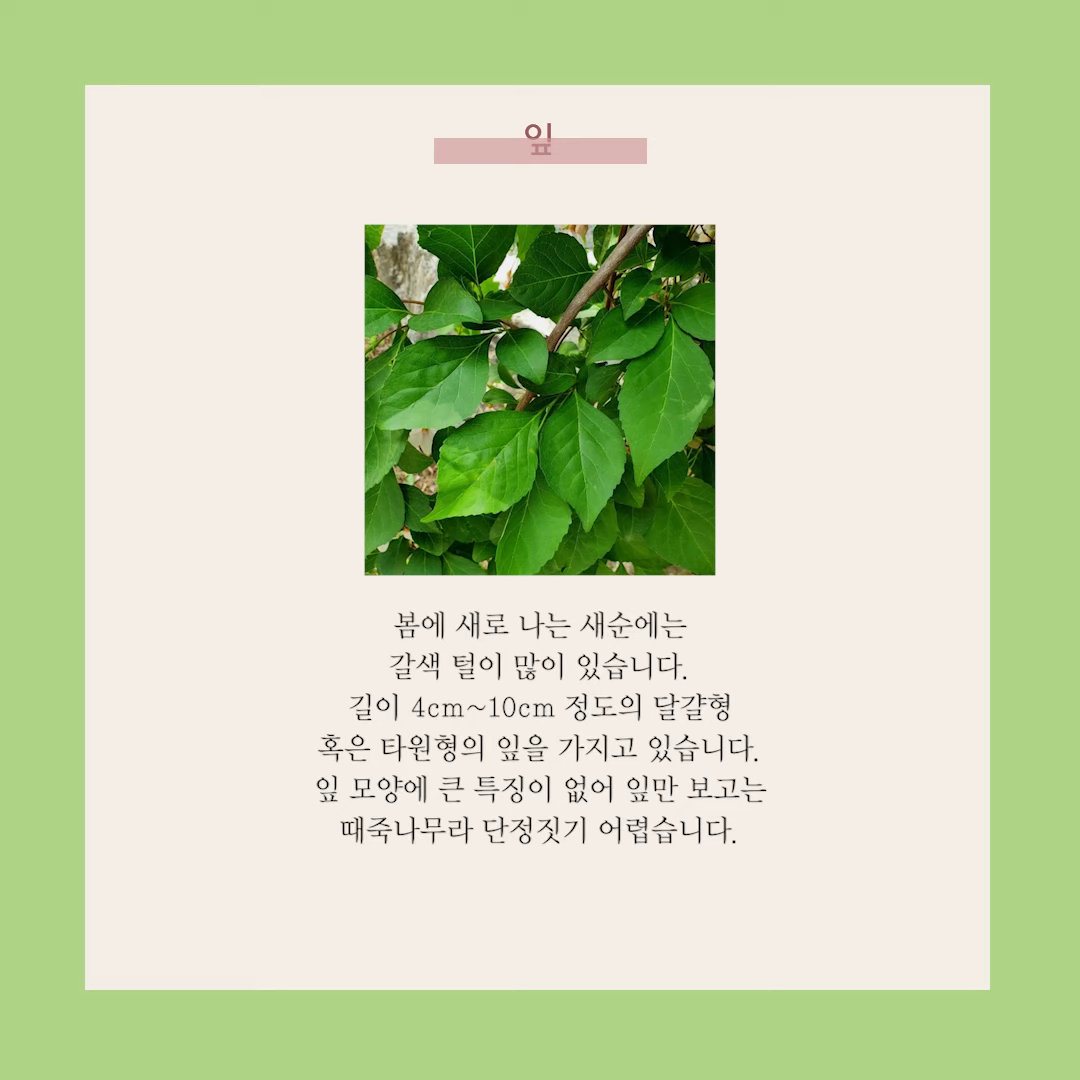 잎
봄에 새로 나는 새순에는
갈색 털이 많이 있습니다.
길이 4cm~10cm 정도의 달걀형
혹은 타원형의 잎을 가지고 있습니다.
잎 모양에 큰 특징이 없어 잎만 보고는
때죽나무라 단정짓기 어렵습니다.